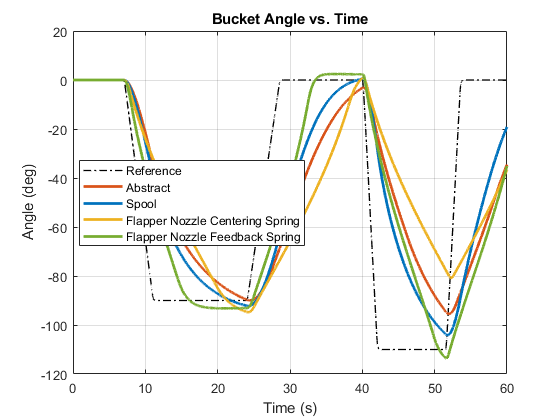 Bucket Angle vs. Time
20
0
-20
-40
-60
-80
-100
-120
Angle (deg)
Reference
Abstract
Spool
Flapper Nozzle Centering Spring
Flapper Nozzle Feedback Spring
0 10 20 30 40 50 60
Time (s)